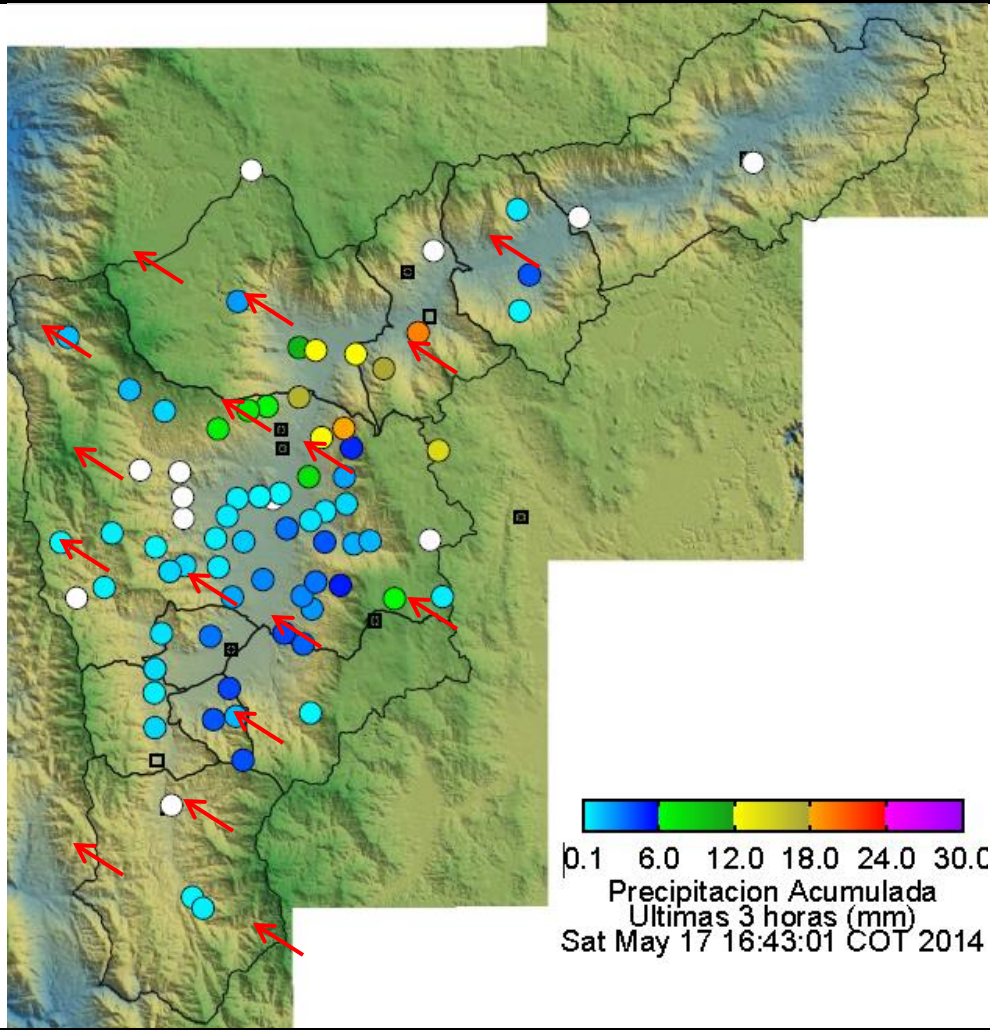 0.1 6.0 12.0 18.0 24.0 30.0
Precipitacion Acumulada
Ultimas 3 horas (mm)
Sat May 17 16:43:01 COT 2014